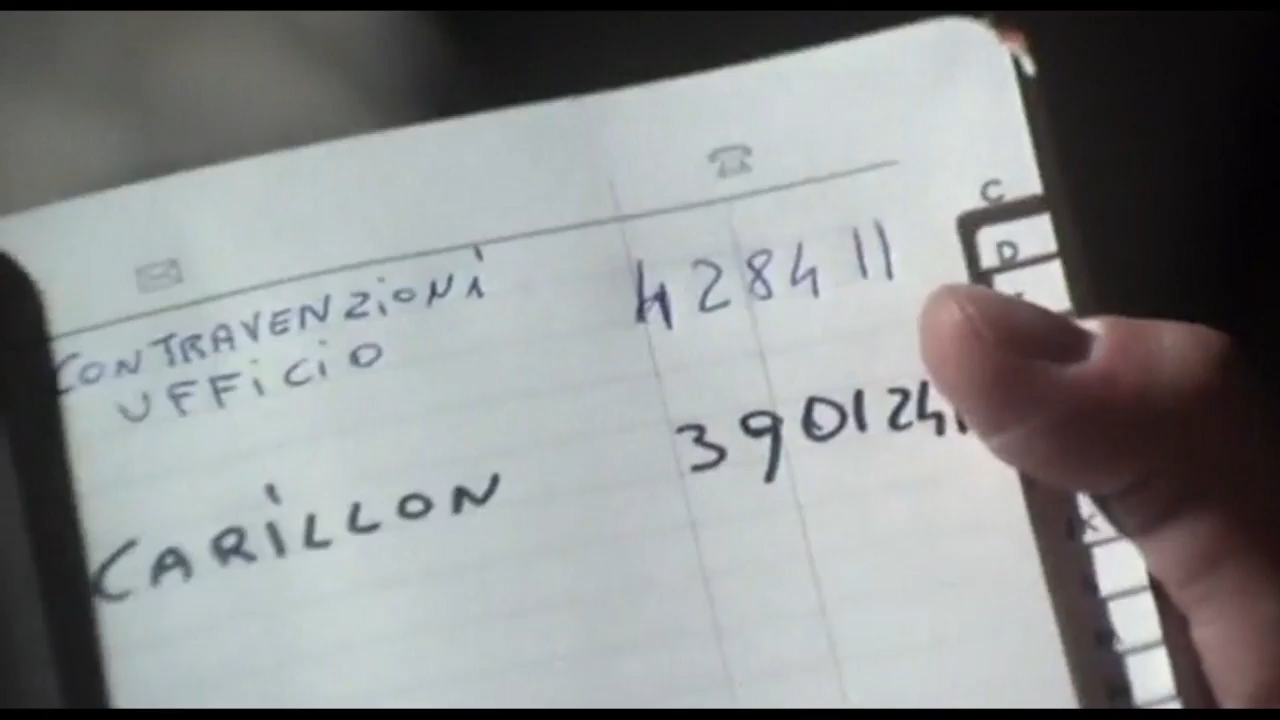 C
D
CONTRAVENZIONI 428411
UFFICIO
390124
CARILLON